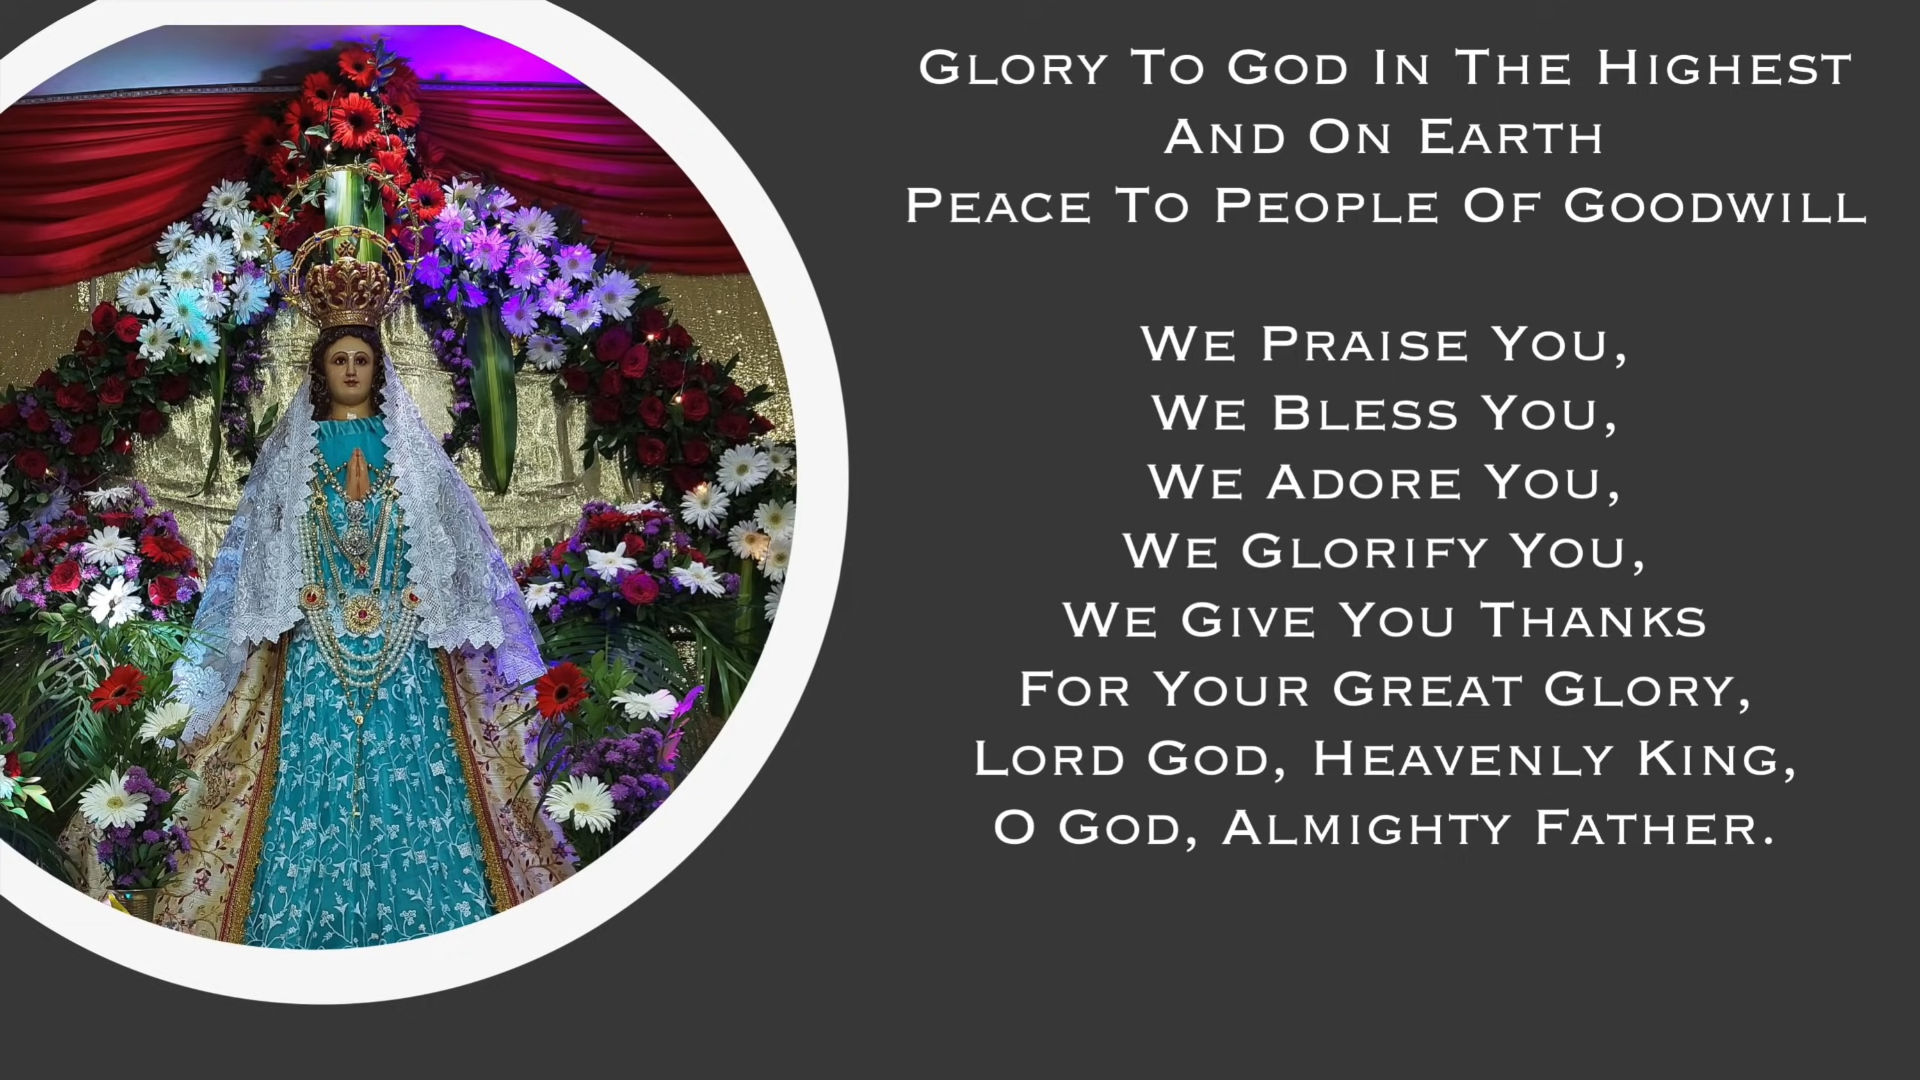 Glory To God In The Highest
And On Earth
Peace To People Of Goodwill
We Praise You,
We Bless You,
We Adore You,
We Glorify You,
We Give You Thanks
For Your Great Glory,
Lord God, Heavenly King,
O God, Almighty Father.